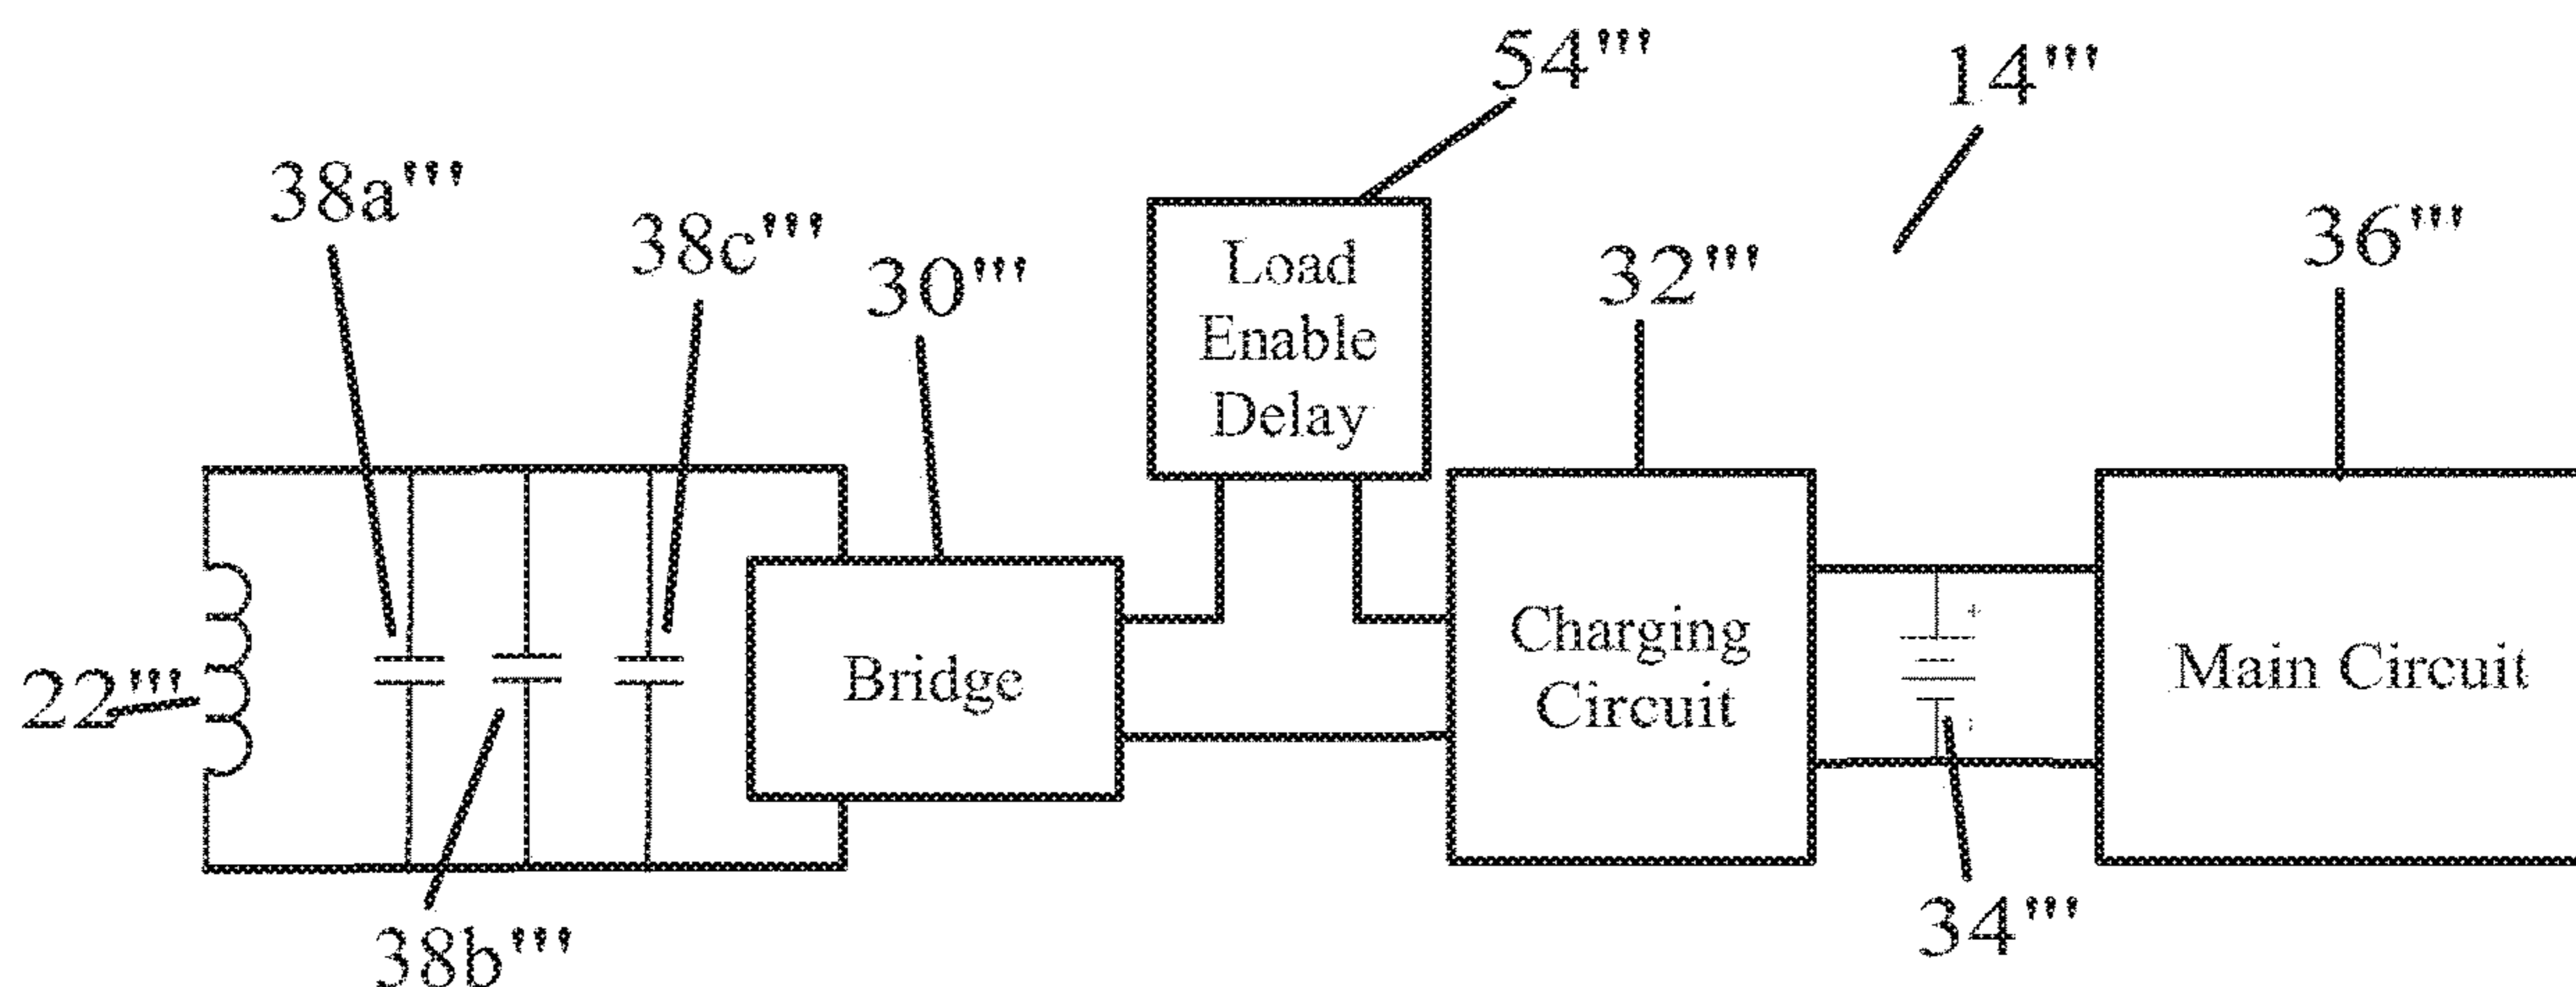 54'''
14'''
38a'''
38c'''
30'''
32'''
36'''
Load
Enable
Delay
22'''
Bridge
Charging
Circuit
+
-
Main Circuit
38b'''
34'''